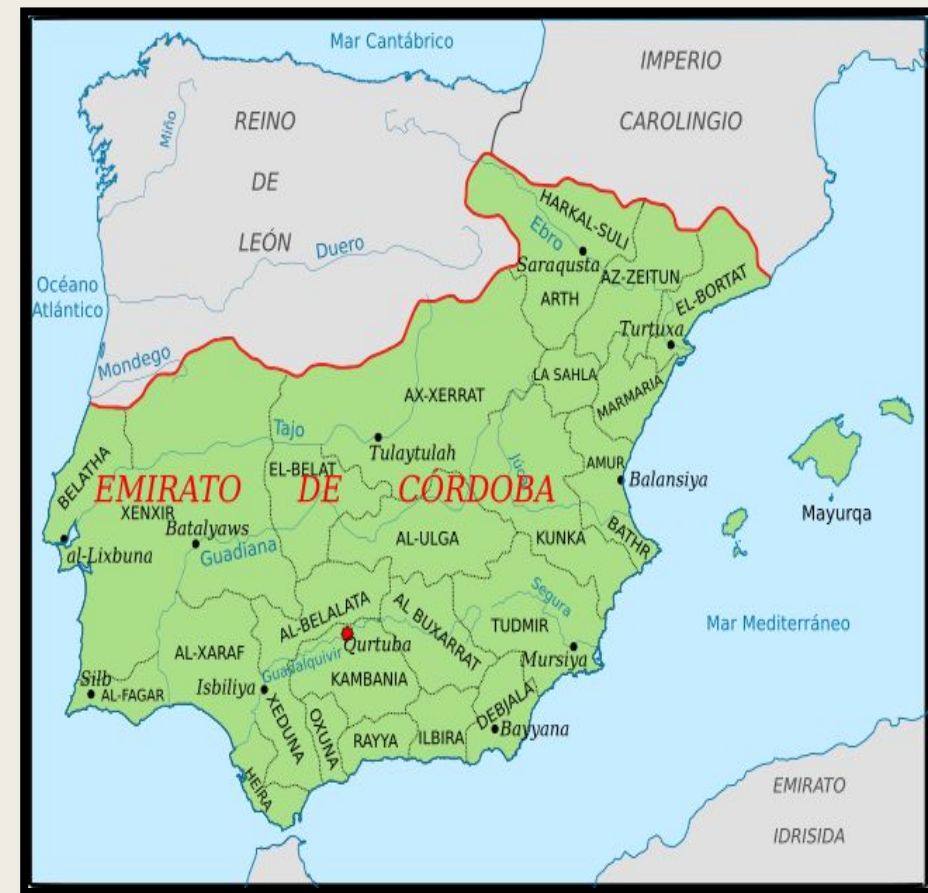 Mar Cantábrico
IMPERIO
CAROLINGIO
REINO
DE
LEÓN
Miño
Duero
Océano
Atlántico
Mondego
HARKAL-SULI
Ebro
Saraqusta
AZ-ZEITUN
ARTH
EL-BORTAT
Turtuxa
LA SAHLA
MARMARIA
AX-XERRAT
Tajo
Tulaytulah
EL-BELAT
Júcar
AMUR
Balansiya
BELATHA
EMIRATO DE CÓRDOBA
XENXIR
Batalyaws
Mayurqa
al-Lixbuna
Guadiana
AL-ULGA
KUNKA
BATHR
Segura
AL-BELALATA
AL BUXARRAT
TUDMIR
Mar Mediterráneo
Qurtuba
AL-XARAF
Mursiya
Guadalquivir
KAMBANIA
Silb
AL-FAGAR
Isbiliya
XEDUNA
OXUNA
RAYYA
ILBIRA
DEBJALA
Bayyana
HEIRA
EMIRATO
IDRISIDA